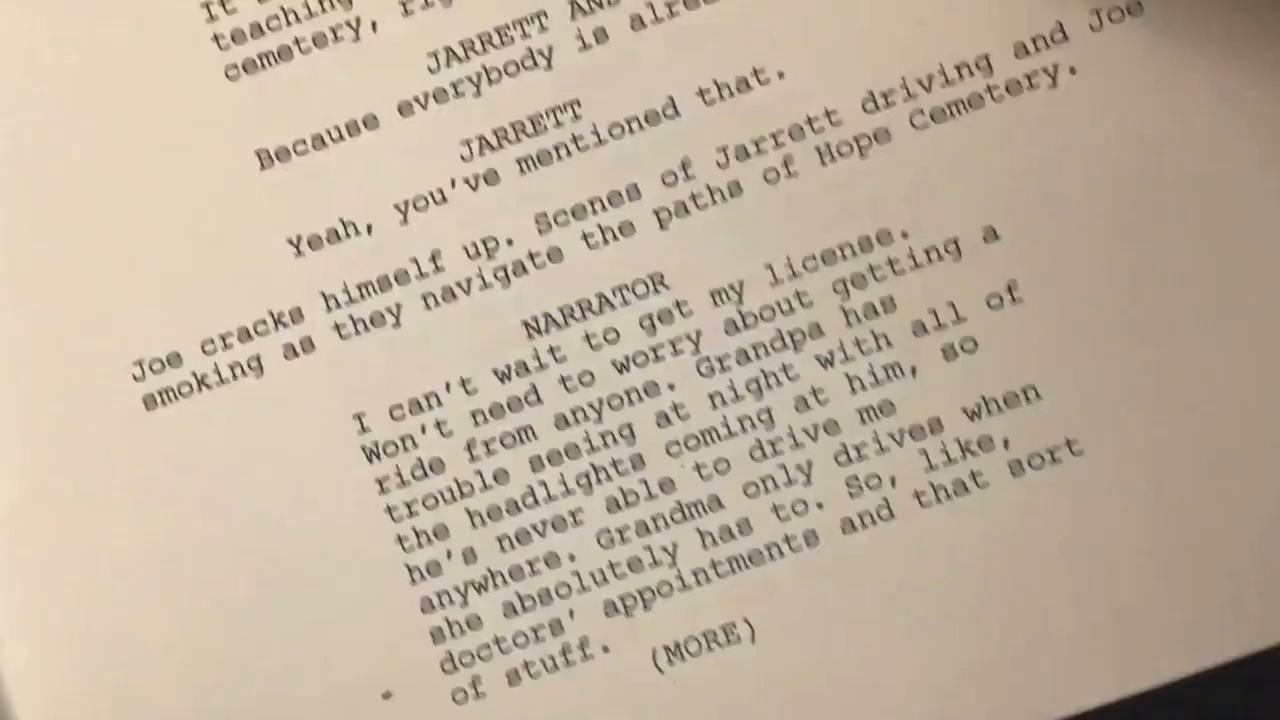 teaching
cemetery,
JARRETT
Because everybody is
JARRETT
Yeah, you've mentioned that.
Joe cracks himself up. Scenes of Jarrett driving and Joe
smoking as they navigate the paths of Hope Cemetery.
NARRATOR
I can't wait to get my license.
Won't need to worry about getting a
ride from anyone. Grandpa has
trouble seeing at night with all of
the headlights coming at him, so
he's never able to drive me
anywhere. Grandma only drives when
she absolutely has to. So, like,
doctors' appointments and that sort
of stuff.
(MORE)